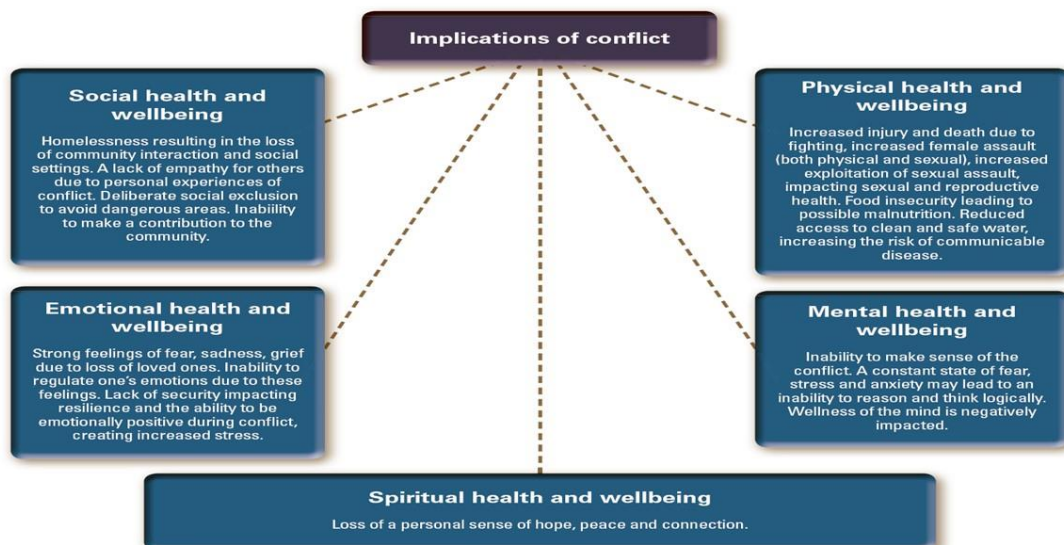 Implications of conflict
Social health and
wellbeing
Homelessness resulting in the loss
of community interaction and social
settings. A lack of empathy for others
due to personal experiences of
conflict. Deliberate social exclusion
to avoid dangerous areas. Inabiility
to make a contribution to the
community.
Physical health and
wellbeing
Increased injury and death due to
fighting, increased female assault
(both physical and sexual), increased
exploitation of sexual assault,
impacting sexual and reproductive
health. Food insecurity leading to
possible malnutrition. Reduced
access to clean and safe water,
increasing the risk of communicable
disease.
Emotional health and
wellbeing
Strong feelings of fear, sadness, grief
due to loss of loved ones. Inability to
regulate one's emotions due to these
feelings. Lack of security impacting
resilience and the ability to be
emotionally positive during conflict,
creating increased stress.
Mental health and
wellbeing
Inability to make sense of the
conflict. A constant state of fear,
stress and anxiety may lead to an
inability to reason and think logically.
Wellness of the mind is negatively
impacted.
Spiritual health and wellbeing
Loss of a personal sense of hope, peace and connection.